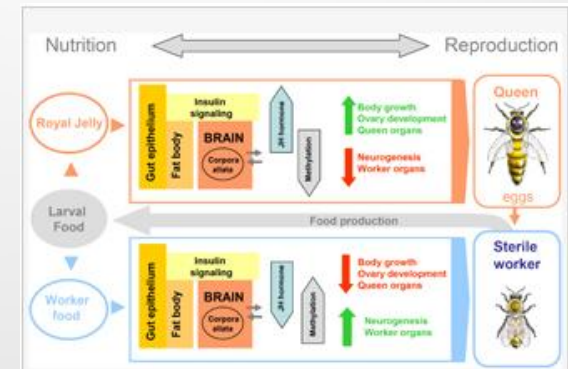 Nutrition
Reproduction
Royal Jelly
Gut epithelium
Fat body
Insulin
signaling
BRAIN
Corpora
allata
JH hormone
Methylation
Body growth
Ovary development
Queen organs
Neurogenesis
Worker organs
Queen
eggs
Larval
Food
Food production
Sterile
worker
Worker
food
Gut epithelium
Fat body
Insulin
signaling
BRAIN
Corpora
allata
JH hormone
Methylation
Body growth
Ovary development
Queen organs
Neurogenesis
Worker organs